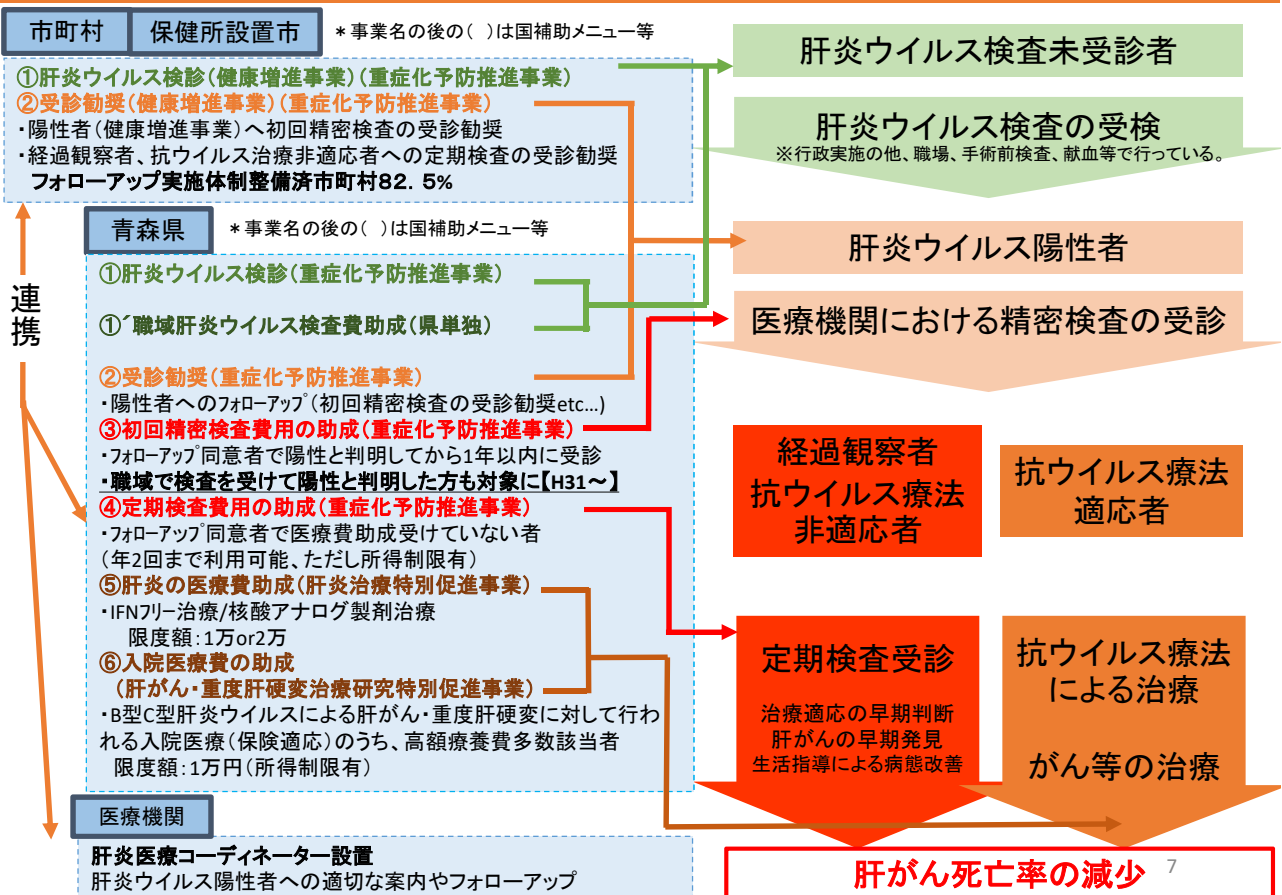 市町村
保健所設置市
＊事業名の後の( )は国補助メニュー等
①肝炎ウイルス検診(健康増進事業)(重症化予防推進事業)
②受診勧奨(健康増進事業)(重症化予防推進事業)
・陽性者(健康増進事業)へ初回精密検査の受診勧奨
・経過観察者、抗ウイルス治療非適応者への定期検査の受診勧奨
フォローアップ実施体制整備済市町村82．5%
連携
青森県
＊事業名の後の( )は国補助メニュー等
①肝炎ウイルス検診(重症化予防推進事業)
①´職域肝炎ウイルス検査費助成(県単独)
②受診勧奨(重症化予防推進事業)
・陽性者へのフォローアップ(初回精密検査の受診勧奨etc…)
③初回精密検査費用の助成(重症化予防推進事業)
・フォローアップ同意者で陽性と判明してから1年以内に受診
・職域で検査を受けて陽性と判明した方も対象に【H31～】
④定期検査費用の助成(重症化予防推進事業)
・フォローアップ同意者で医療費助成受けていない者
(年2回まで利用可能、ただし所得制限有)
⑤肝炎の医療費助成(肝炎治療特別促進事業)
・IFNフリー治療/核酸アナログ製剤治療
限度額：1万or2万
⑥入院医療費の助成
(肝がん・重度肝硬変治療研究特別促進事業)
・B型C型肝炎ウイルスによる肝がん・重度肝硬変に対して行わ
れる入院医療(保険適応)のうち、高額療養費多数該当者
限度額：1万円(所得制限有)
医療機関
肝炎医療コーディネーター設置
肝炎ウイルス陽性者への適切な案内やフォローアップ
肝炎ウイルス検査未受診者
肝炎ウイルス検査の受検
※行政実施の他、職場、手術前検査、献血等で行っている。
肝炎ウイルス陽性者
医療機関における精密検査の受診
経過観察者
抗ウイルス療法
非適応者
抗ウイルス療法
適応者
定期検査受診
治療適応の早期判断
肝がんの早期発見
生活指導による病態改善
抗ウイルス療法
による治療
がん等の治療
肝がん死亡率の減少
7